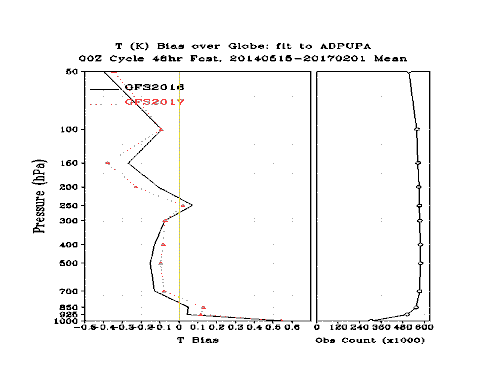 T (K) Bias over Globe: fit to ADPUPA
00Z Cycle 48hr Fcst, 20140515-20170201 Mean
GFS2016
GFS2017
Pressure (hPa)
50
100
150
200
250
300
400
500
700
850
925
1000
-0.5 -0.4 -0.3 -0.2 -0.1 0 0.1 0.2 0.3 0.4 0.5 0.6
0 120 240 360 480 600
T Bias
Obs Count (x1000)